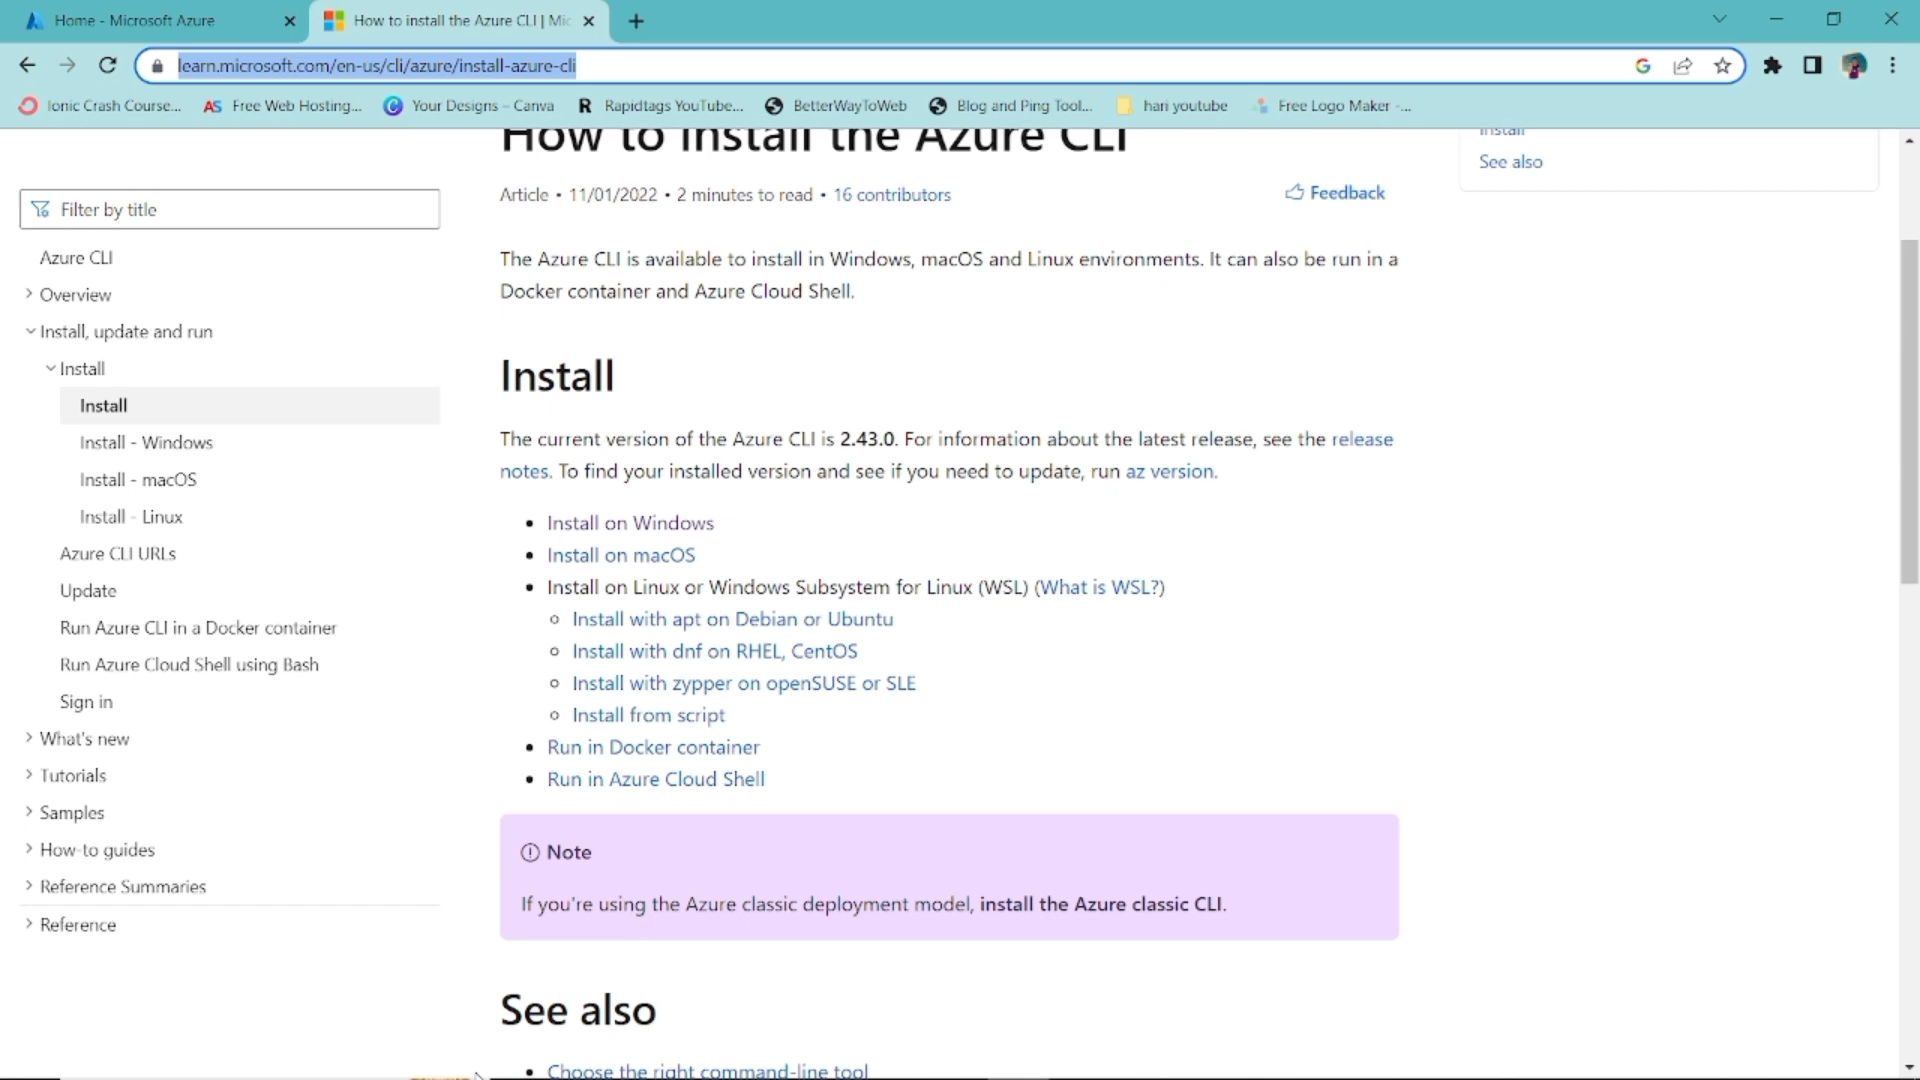 Home - Microsoft Azure
How to install the Azure CLI | Mic
learn.microsoft.com/en-us/cli/azure/install-azure-cli
Ionic Crash Course...
AS Free Web Hosting...
Your Designs – Canva
R Rapidtags YouTube...
BetterWayToWeb
Blog and Ping Tool...
hari youtube
Free Logo Maker -...
How to install the Azure CLI
Article • 11/01/2022 • 2 minutes to read • 16 contributors
Feedback
Install
See also
Filter by title
Azure CLI
Overview
Install, update and run
Install
Install
Install - Windows
Install - macOS
Install - Linux
Azure CLI URLs
Update
Run Azure CLI in a Docker container
Run Azure Cloud Shell using Bash
Sign in
What's new
Tutorials
Samples
How-to guides
Reference Summaries
Reference
The Azure CLI is available to install in Windows, macOS and Linux environments. It can also be run in a
Docker container and Azure Cloud Shell.
Install
The current version of the Azure CLI is 2.43.0. For information about the latest release, see the release
notes. To find your installed version and see if you need to update, run az version.
• Install on Windows
• Install on macOS
• Install on Linux or Windows Subsystem for Linux (WSL) (What is WSL?)
○ Install with apt on Debian or Ubuntu
○ Install with dnf on RHEL, CentOS
○ Install with zypper on openSUSE or SLE
○ Install from script
• Run in Docker container
• Run in Azure Cloud Shell
Note
If you're using the Azure classic deployment model, install the Azure classic CLI.
See also
• Choose the right command-line tool